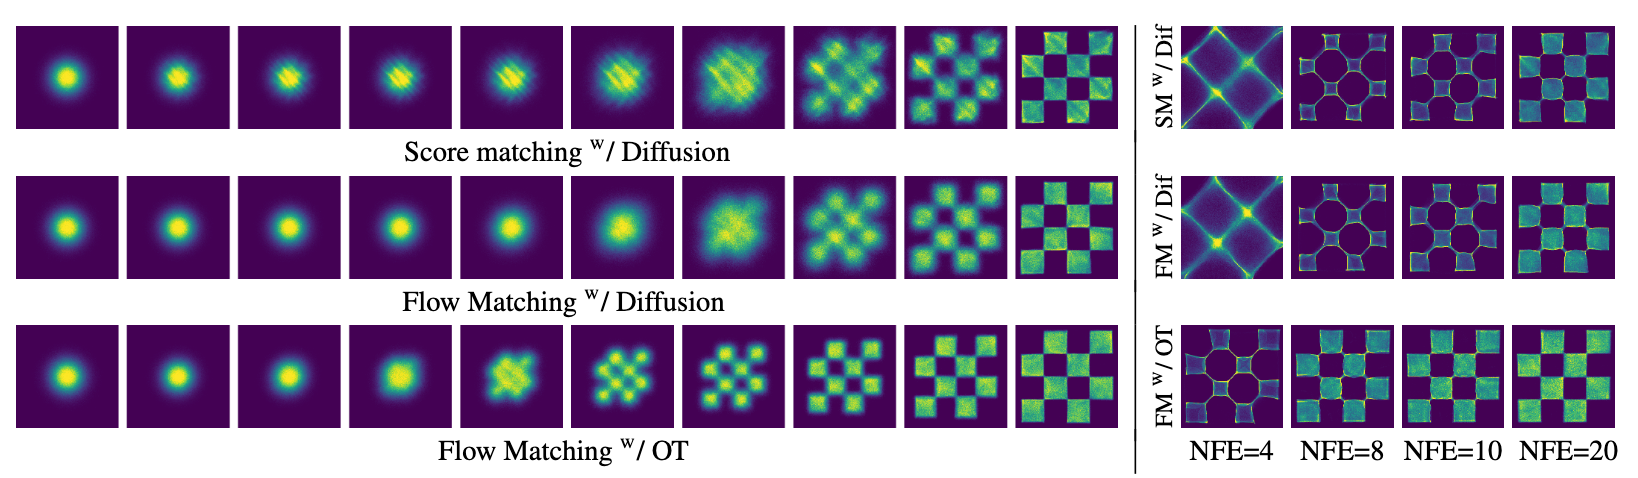 Score matching w/ Diffusion
Flow Matching w/ Diffusion
Flow Matching w/ OT
SM w/ Dif
FM w/ Dif
FM w/ OT
NFE=4 NFE=8 NFE=10 NFE=20